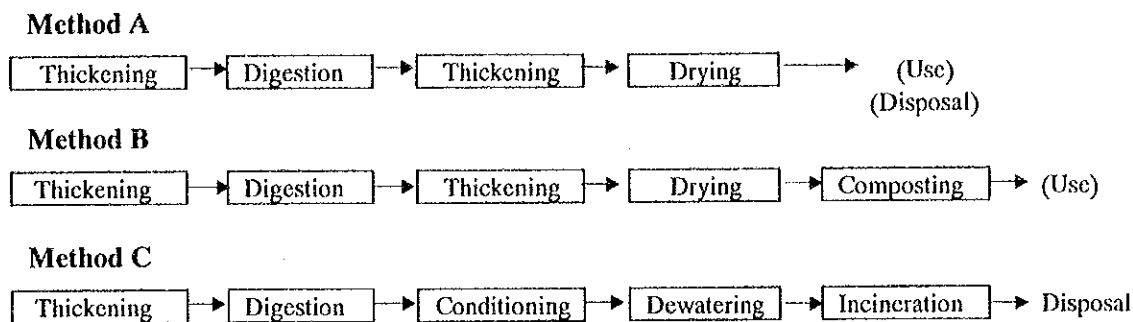 Method A
Thickening Digestion Thickening Drying (Use)
(Disposal)
Method B
Thickening Digestion Thickening Drying Composting (Use)
Method C
Thickening Digestion Conditioning Dewatering Incineration Disposal